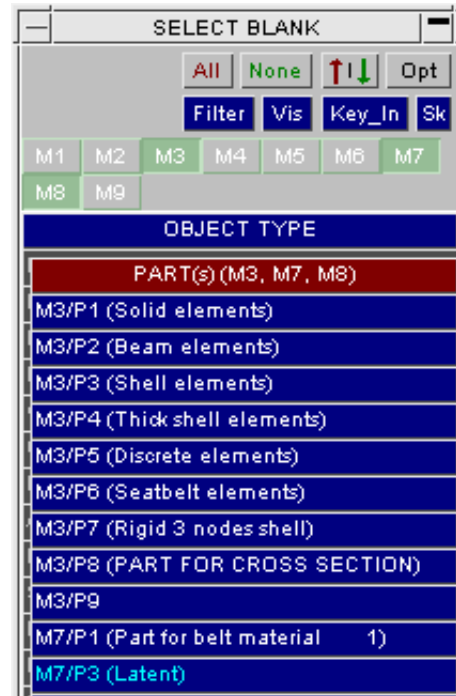 SELECT BLANK
All None Opt
Filter Vis Key_In Sk
M1 M2 M3 M4 M5 M6 M7
M8 M9
OBJECT TYPE
PART(s) (M3, M7, M8)
M3/P1 (Solid elements)
M3/P2 (Beam elements)
M3/P3 (Shell elements)
M3/P4 (Thick shell elements)
M3/P5 (Discrete elements)
M3/P6 (Seatbelt elements)
M3/P7 (Rigid 3 nodes shell)
M3/P8 (PART FOR CROSS SECTION)
M3/P9
M7/P1 (Part for belt material 1)
M7/P3 (Latent)